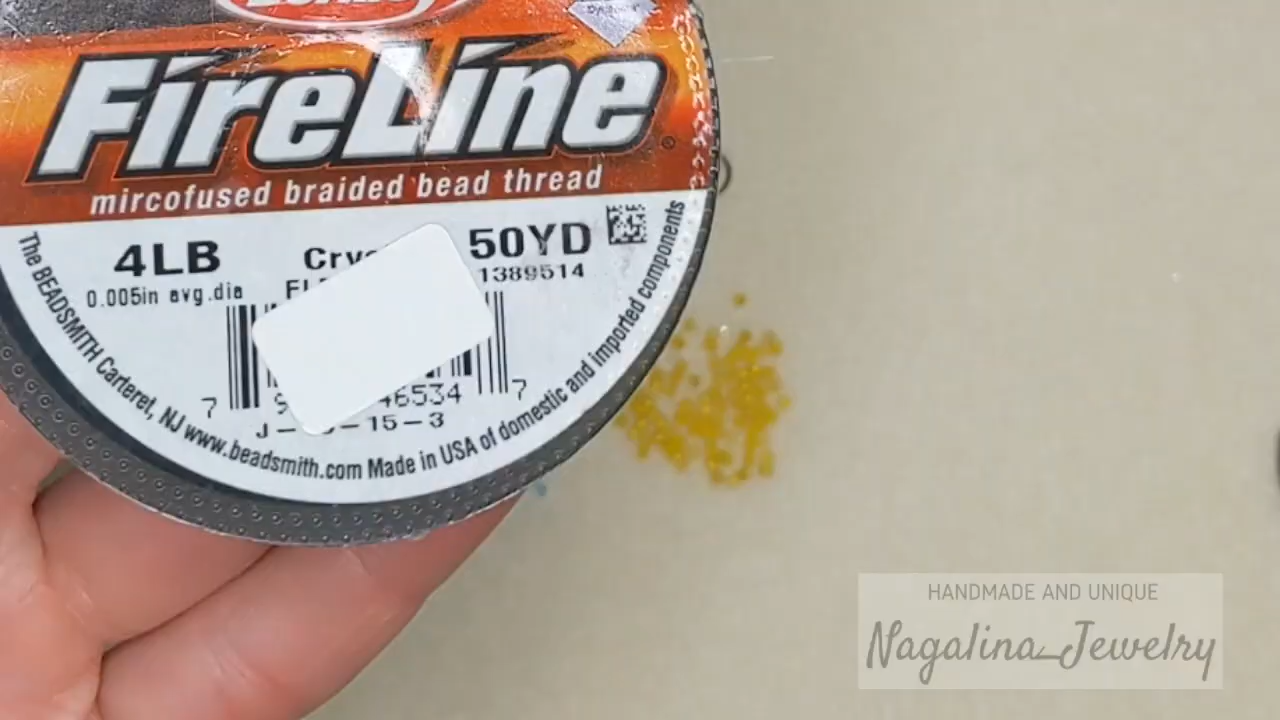 FireLine®
mircofused braided bead thread
4LB
50YD
0.005in avg.dia
1389514
7 46534 7
15-3
The BEADSMITH Carteret, NJ www.beadsmith.com Made in USA of domestic and imported components
HANDMADE AND UNIQUE
Nagalina_Jewelry